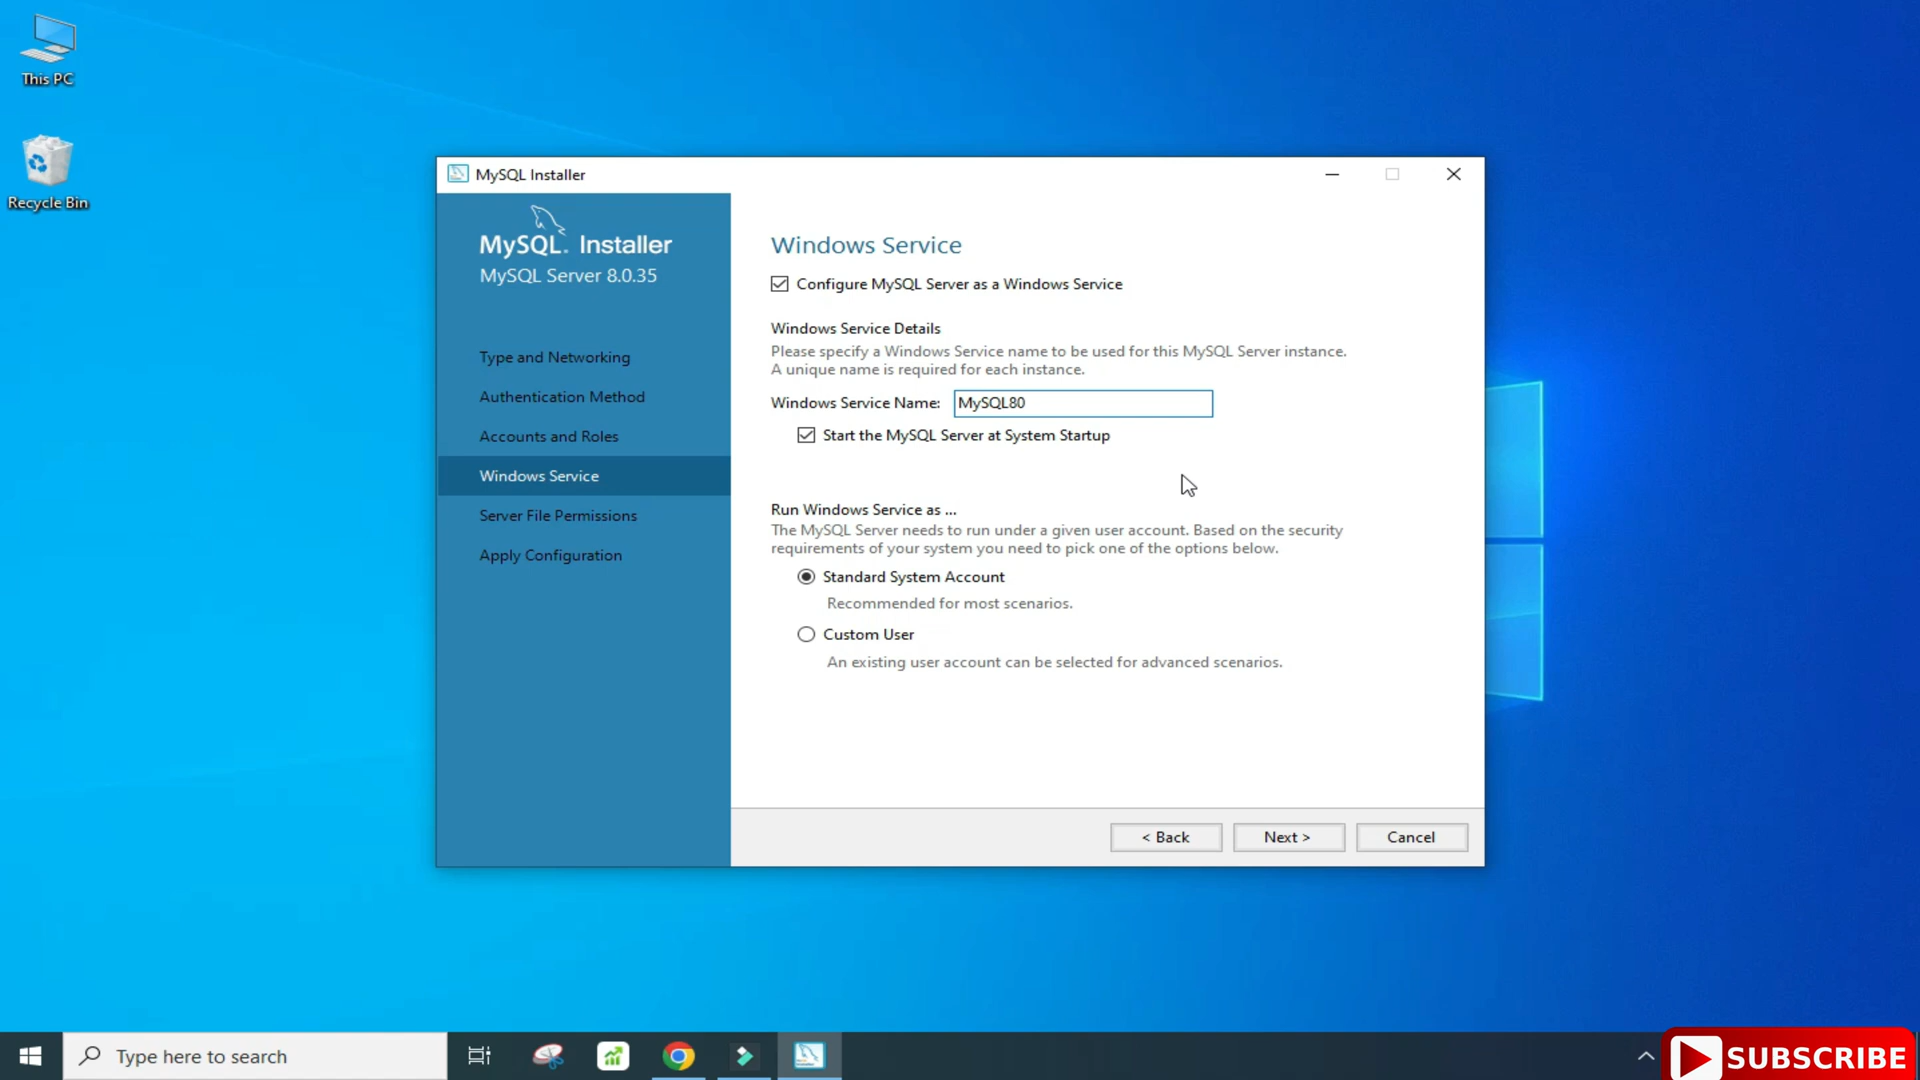 This PC
Recycle Bin
MySQL Installer
MySQL. Installer
MySQL Server 8.0.35
Type and Networking
Authentication Method
Accounts and Roles
Windows Service
Server File Permissions
Apply Configuration
Windows Service
Configure MySQL Server as a Windows Service
Windows Service Details
Please specify a Windows Service name to be used for this MySQL Server instance.
A unique name is required for each instance.
Windows Service Name: MySQL80
Start the MySQL Server at System Startup
Run Windows Service as ...
The MySQL Server needs to run under a given user account. Based on the security
requirements of your system you need to pick one of the options below.
Standard System Account
Recommended for most scenarios.
Custom User
An existing user account can be selected for advanced scenarios.
< Back Next > Cancel
Type here to search
SUBSCRIBE